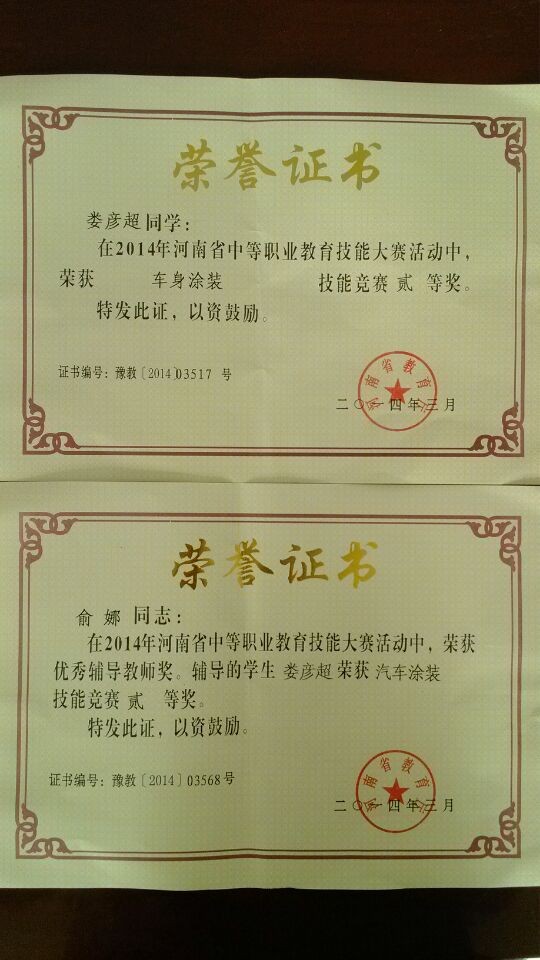 荣誉证书
娄彦超同学：
在2014年河南省中等职业教育技能大赛活动中，
荣获 车身涂装 技能竞赛 贰 等奖。
特发此证，以资鼓励。
证书编号：豫教〔2014〕03517 号
河南省教育厅
二〇一四年三月
荣誉证书
俞 娜 同志：
在2014年河南省中等职业教育技能大赛活动中，荣获
优秀辅导教师奖。辅导的学生 娄彦超 荣获 汽车涂装
技能竞赛 贰 等奖。
特发此证，以资鼓励。
证书编号：豫教〔2014〕03568 号
河南省教育厅
二〇一四年三月